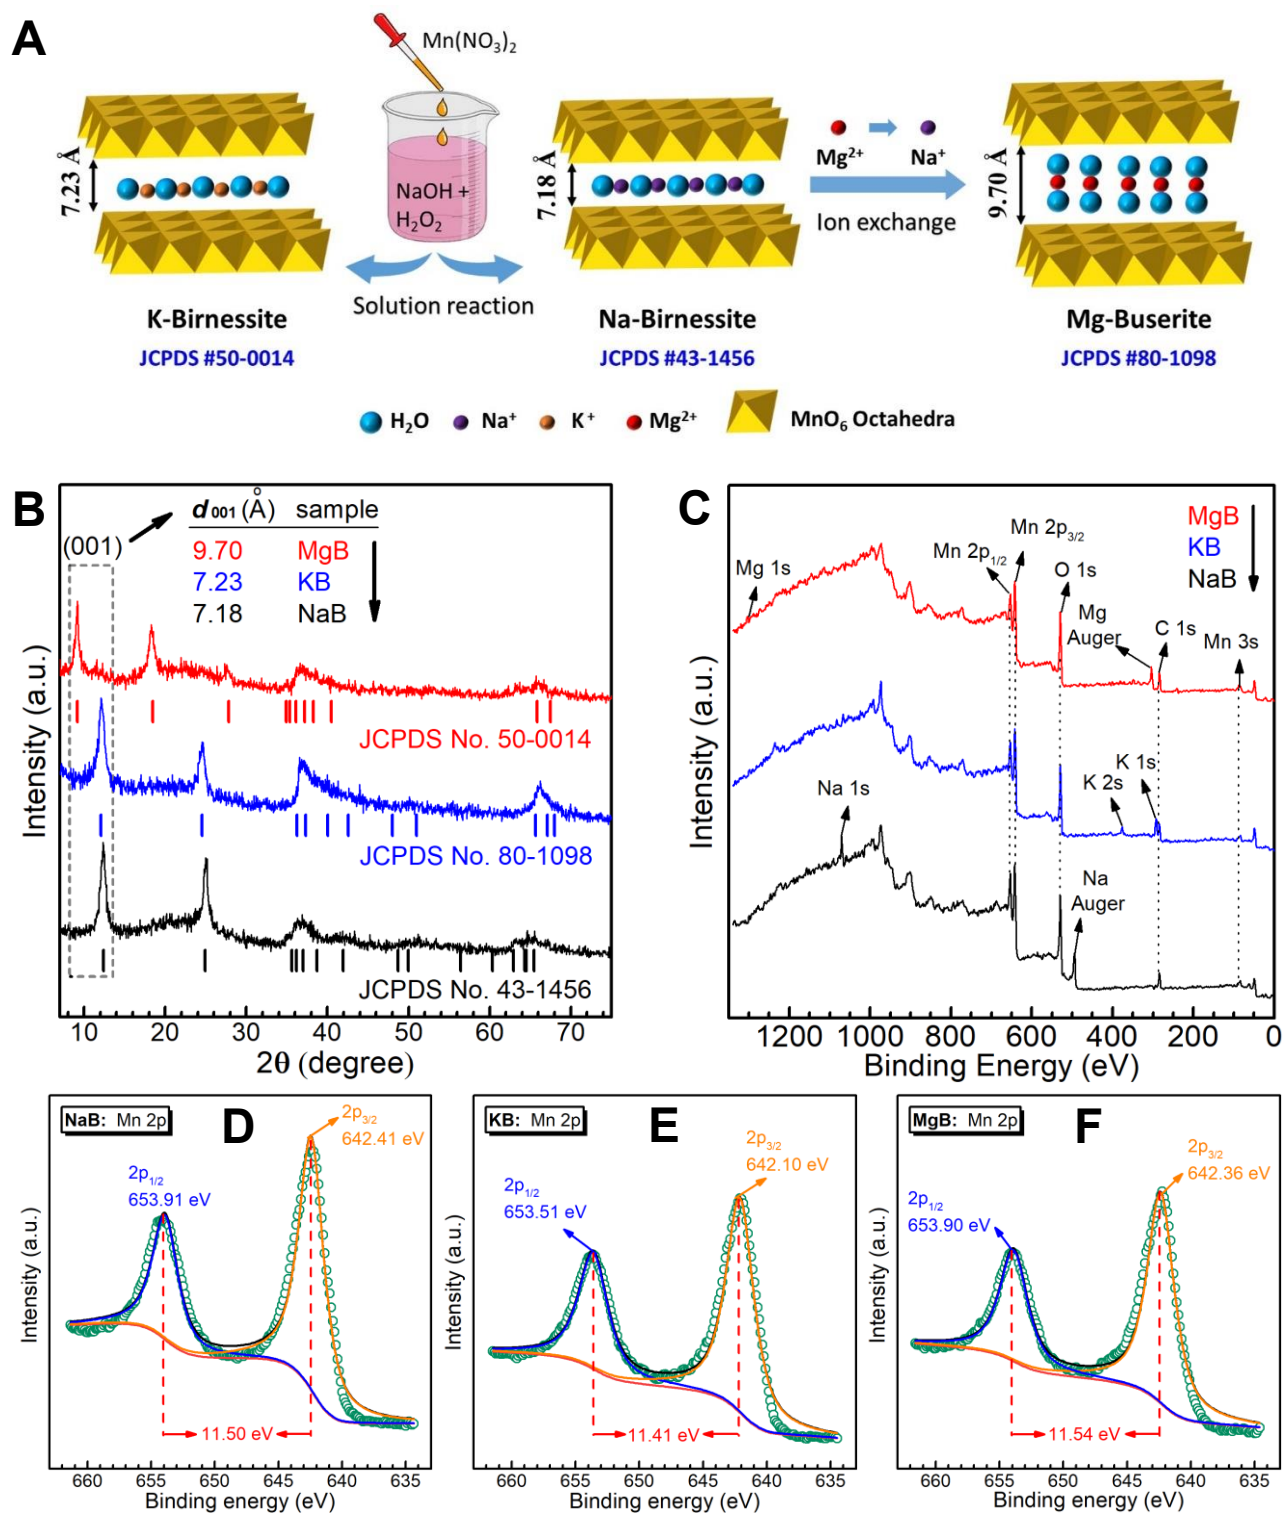 A
Mn(NO3)2
NaOH +
H2O2
Solution reaction
7.23 Å
K-Birnessite
JCPDS #50-0014
7.18 Å
Na-Birnessite
JCPDS #43-1456
Mg2+
Na+
Ion exchange
9.70 Å
Mg-Buserite
JCPDS #80-1098
H2O
Na+
K+
Mg2+
MnO6 Octahedra
B
d001 (Å) sample
(001)
9.70 MgB
7.23 KB
7.18 NaB
JCPDS No. 50-0014
JCPDS No. 80-1098
JCPDS No. 43-1456
Intensity (a.u.)
10 20 30 40 50 60 70
2θ (degree)
C
MgB
KB
NaB
Mg 1s
Mn 2p1/2
Mn 2p3/2
O 1s
Mg
Auger
C 1s
Mn 3s
K 2s
K 1s
Na 1s
Na
Auger
Intensity (a.u.)
1200 1000 800 600 400 200 0
Binding Energy (eV)
NaB: Mn 2p
D
2p3/2
642.41 eV
2p1/2
653.91 eV
11.50 eV
Intensity (a.u.)
660 655 650 645 640 635
Binding energy (eV)
KB: Mn 2p
E
2p3/2
642.10 eV
2p1/2
653.51 eV
11.41 eV
Intensity (a.u.)
660 655 650 645 640 635
Binding energy (eV)
MgB: Mn 2p
F
2p3/2
642.36 eV
2p1/2
653.90 eV
11.54 eV
Intensity (a.u.)
660 655 650 645 640 635
Binding energy (eV)